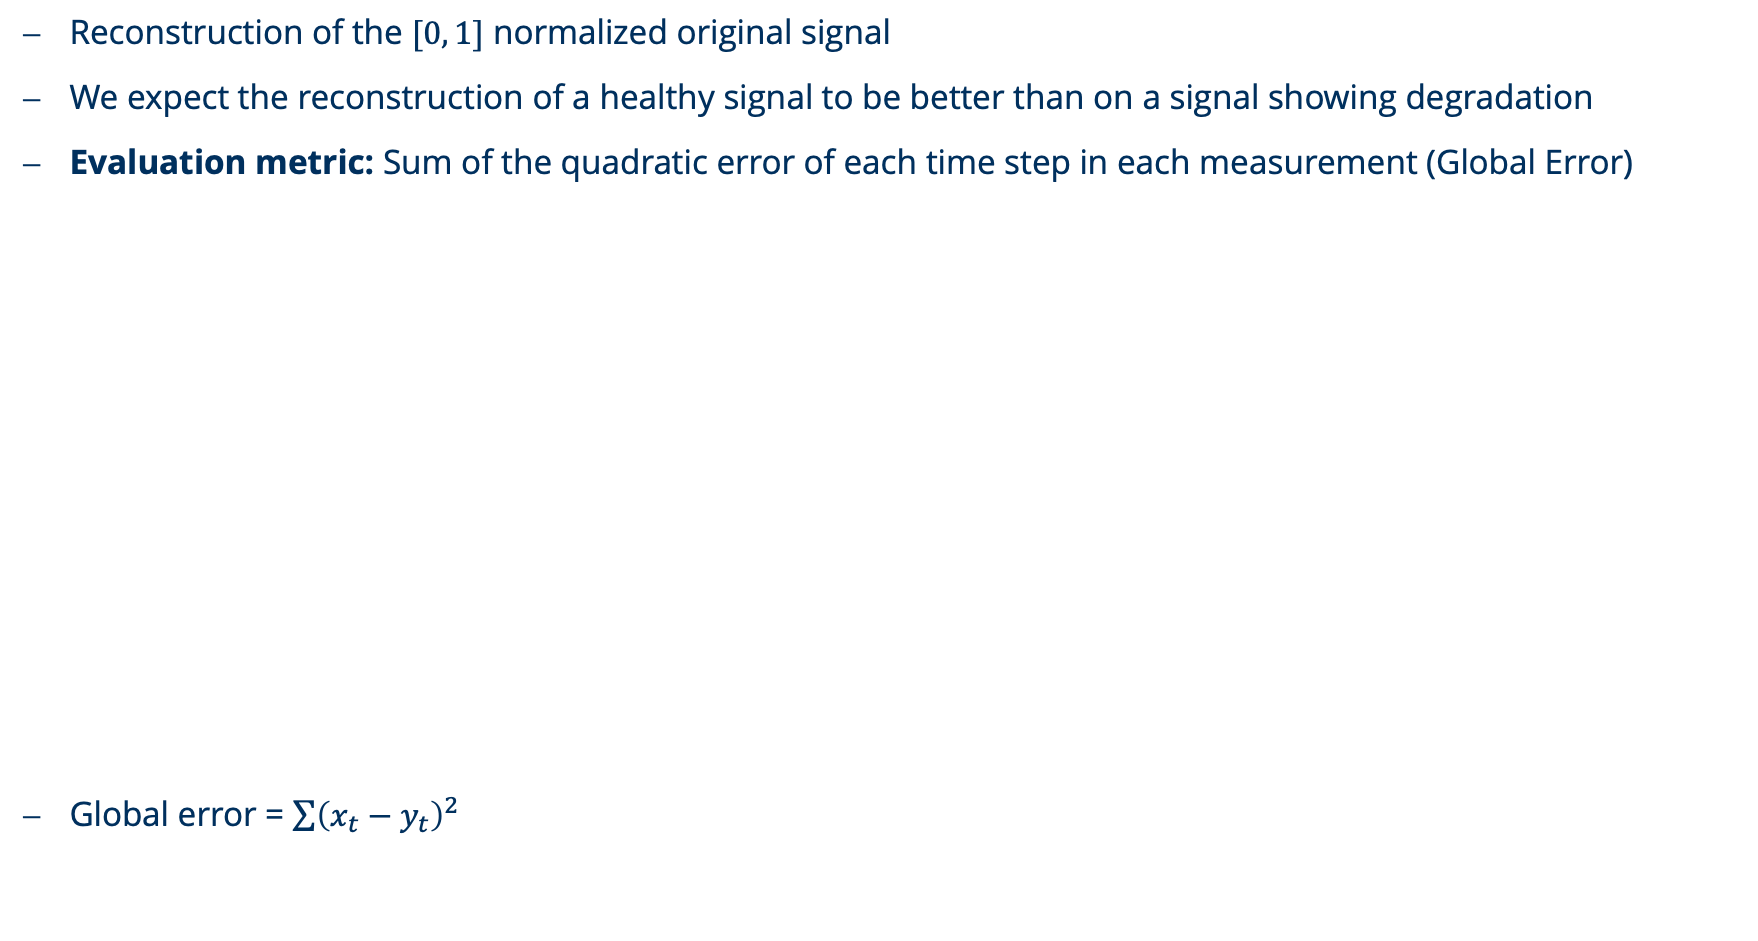 – Reconstruction of the [0, 1] normalized original signal
– We expect the reconstruction of a healthy signal to be better than on a signal showing degradation
– Evaluation metric: Sum of the quadratic error of each time step in each measurement (Global Error)
– Global error = ∑(xₜ − yₜ)²